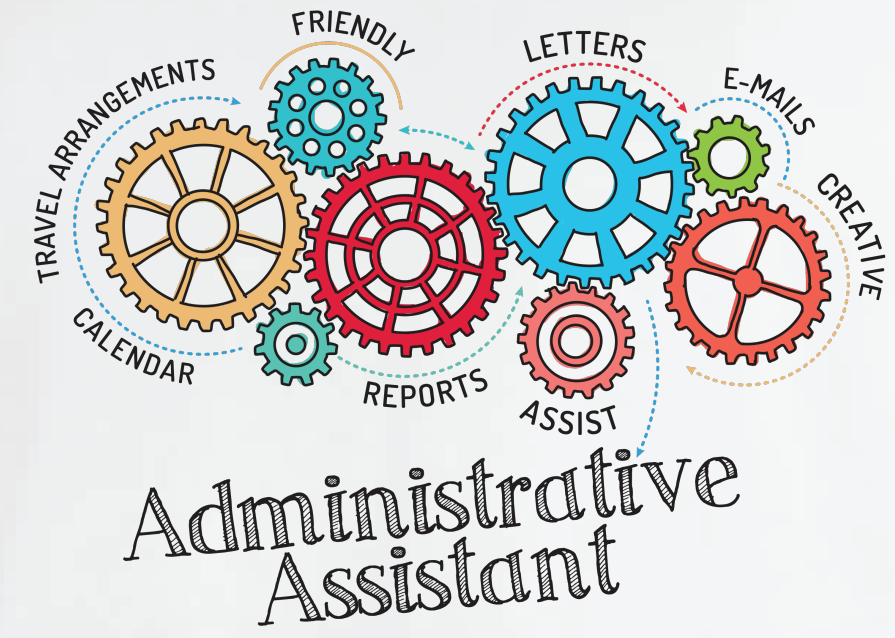 FRIENDLY
LETTERS
TRAVEL ARRANGEMENTS
E-MAILS
CREATIVE
CALENDAR
REPORTS
ASSIST
Administrative
Assistant